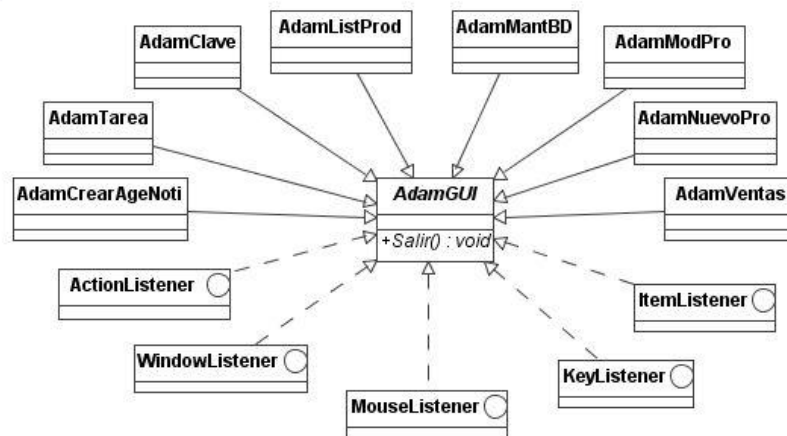 AdamListProd
AdamMantBD
AdamClave
AdamModPro
AdamTarea
AdamNuevoPro
AdamCrearAgeNoti
AdamGUI
AdamVentas
+Salir() : void
ActionListener
ItemListener
WindowListener
KeyListener
MouseListener